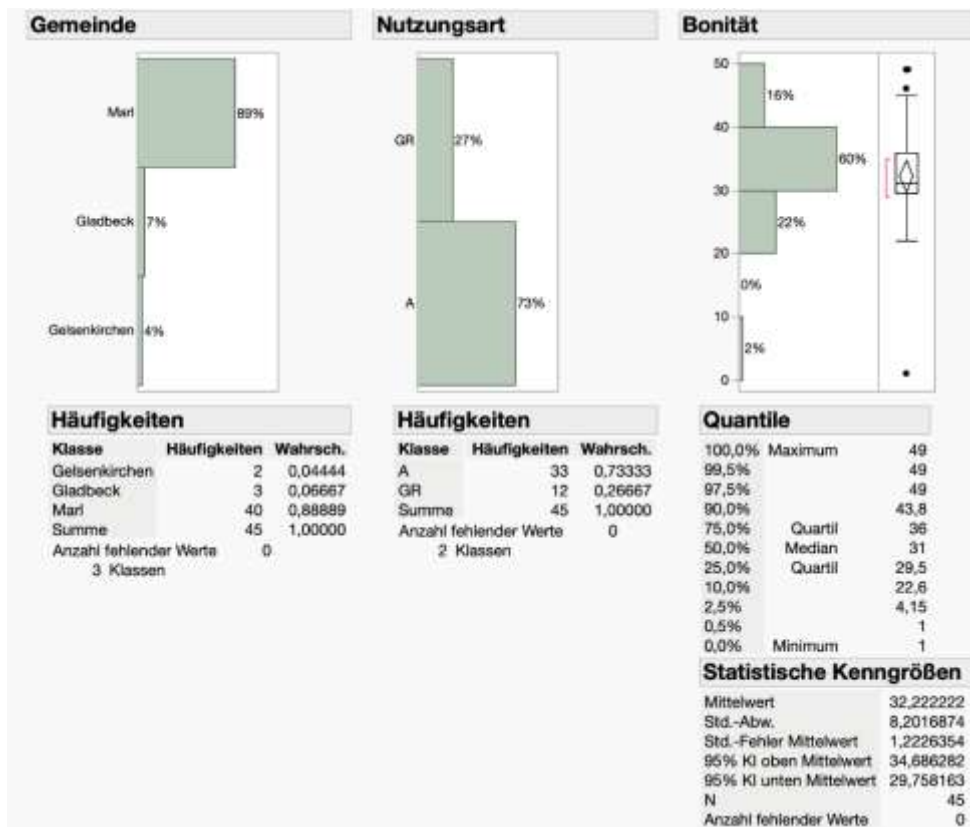 Gemeinde
Marl
89%
Gladbeck
7%
Gelsenkirchen
4%
Häufigkeiten
Klasse Häufigkeiten Wahrsch.
Gelsenkirchen 2 0,04444
Gladbeck 3 0,06667
Marl 40 0,88889
Summe 45 1,00000
Anzahl fehlender Werte 0
3 Klassen
Nutzungsart
GR
27%
A
73%
Häufigkeiten
Klasse Häufigkeiten Wahrsch.
A 33 0,73333
GR 12 0,26667
Summe 45 1,00000
Anzahl fehlender Werte 0
2 Klassen
Bonität
50
16%
40
60%
30
22%
20
0%
10
2%
0
Quantile
100,0% Maximum 49
99,5% 49
97,5% 49
90,0% 43,8
75,0% Quartil 36
50,0% Median 31
25,0% Quartil 29,5
10,0% 22,6
2,5% 4,15
0,5% 1
0,0% Minimum 1
Statistische Kenngrößen
Mittelwert 32,222222
Std.-Abw. 8,2016874
Std.-Fehler Mittelwert 1,2226354
95% KI oben Mittelwert 34,686282
95% KI unten Mittelwert 29,758163
N 45
Anzahl fehlender Werte 0